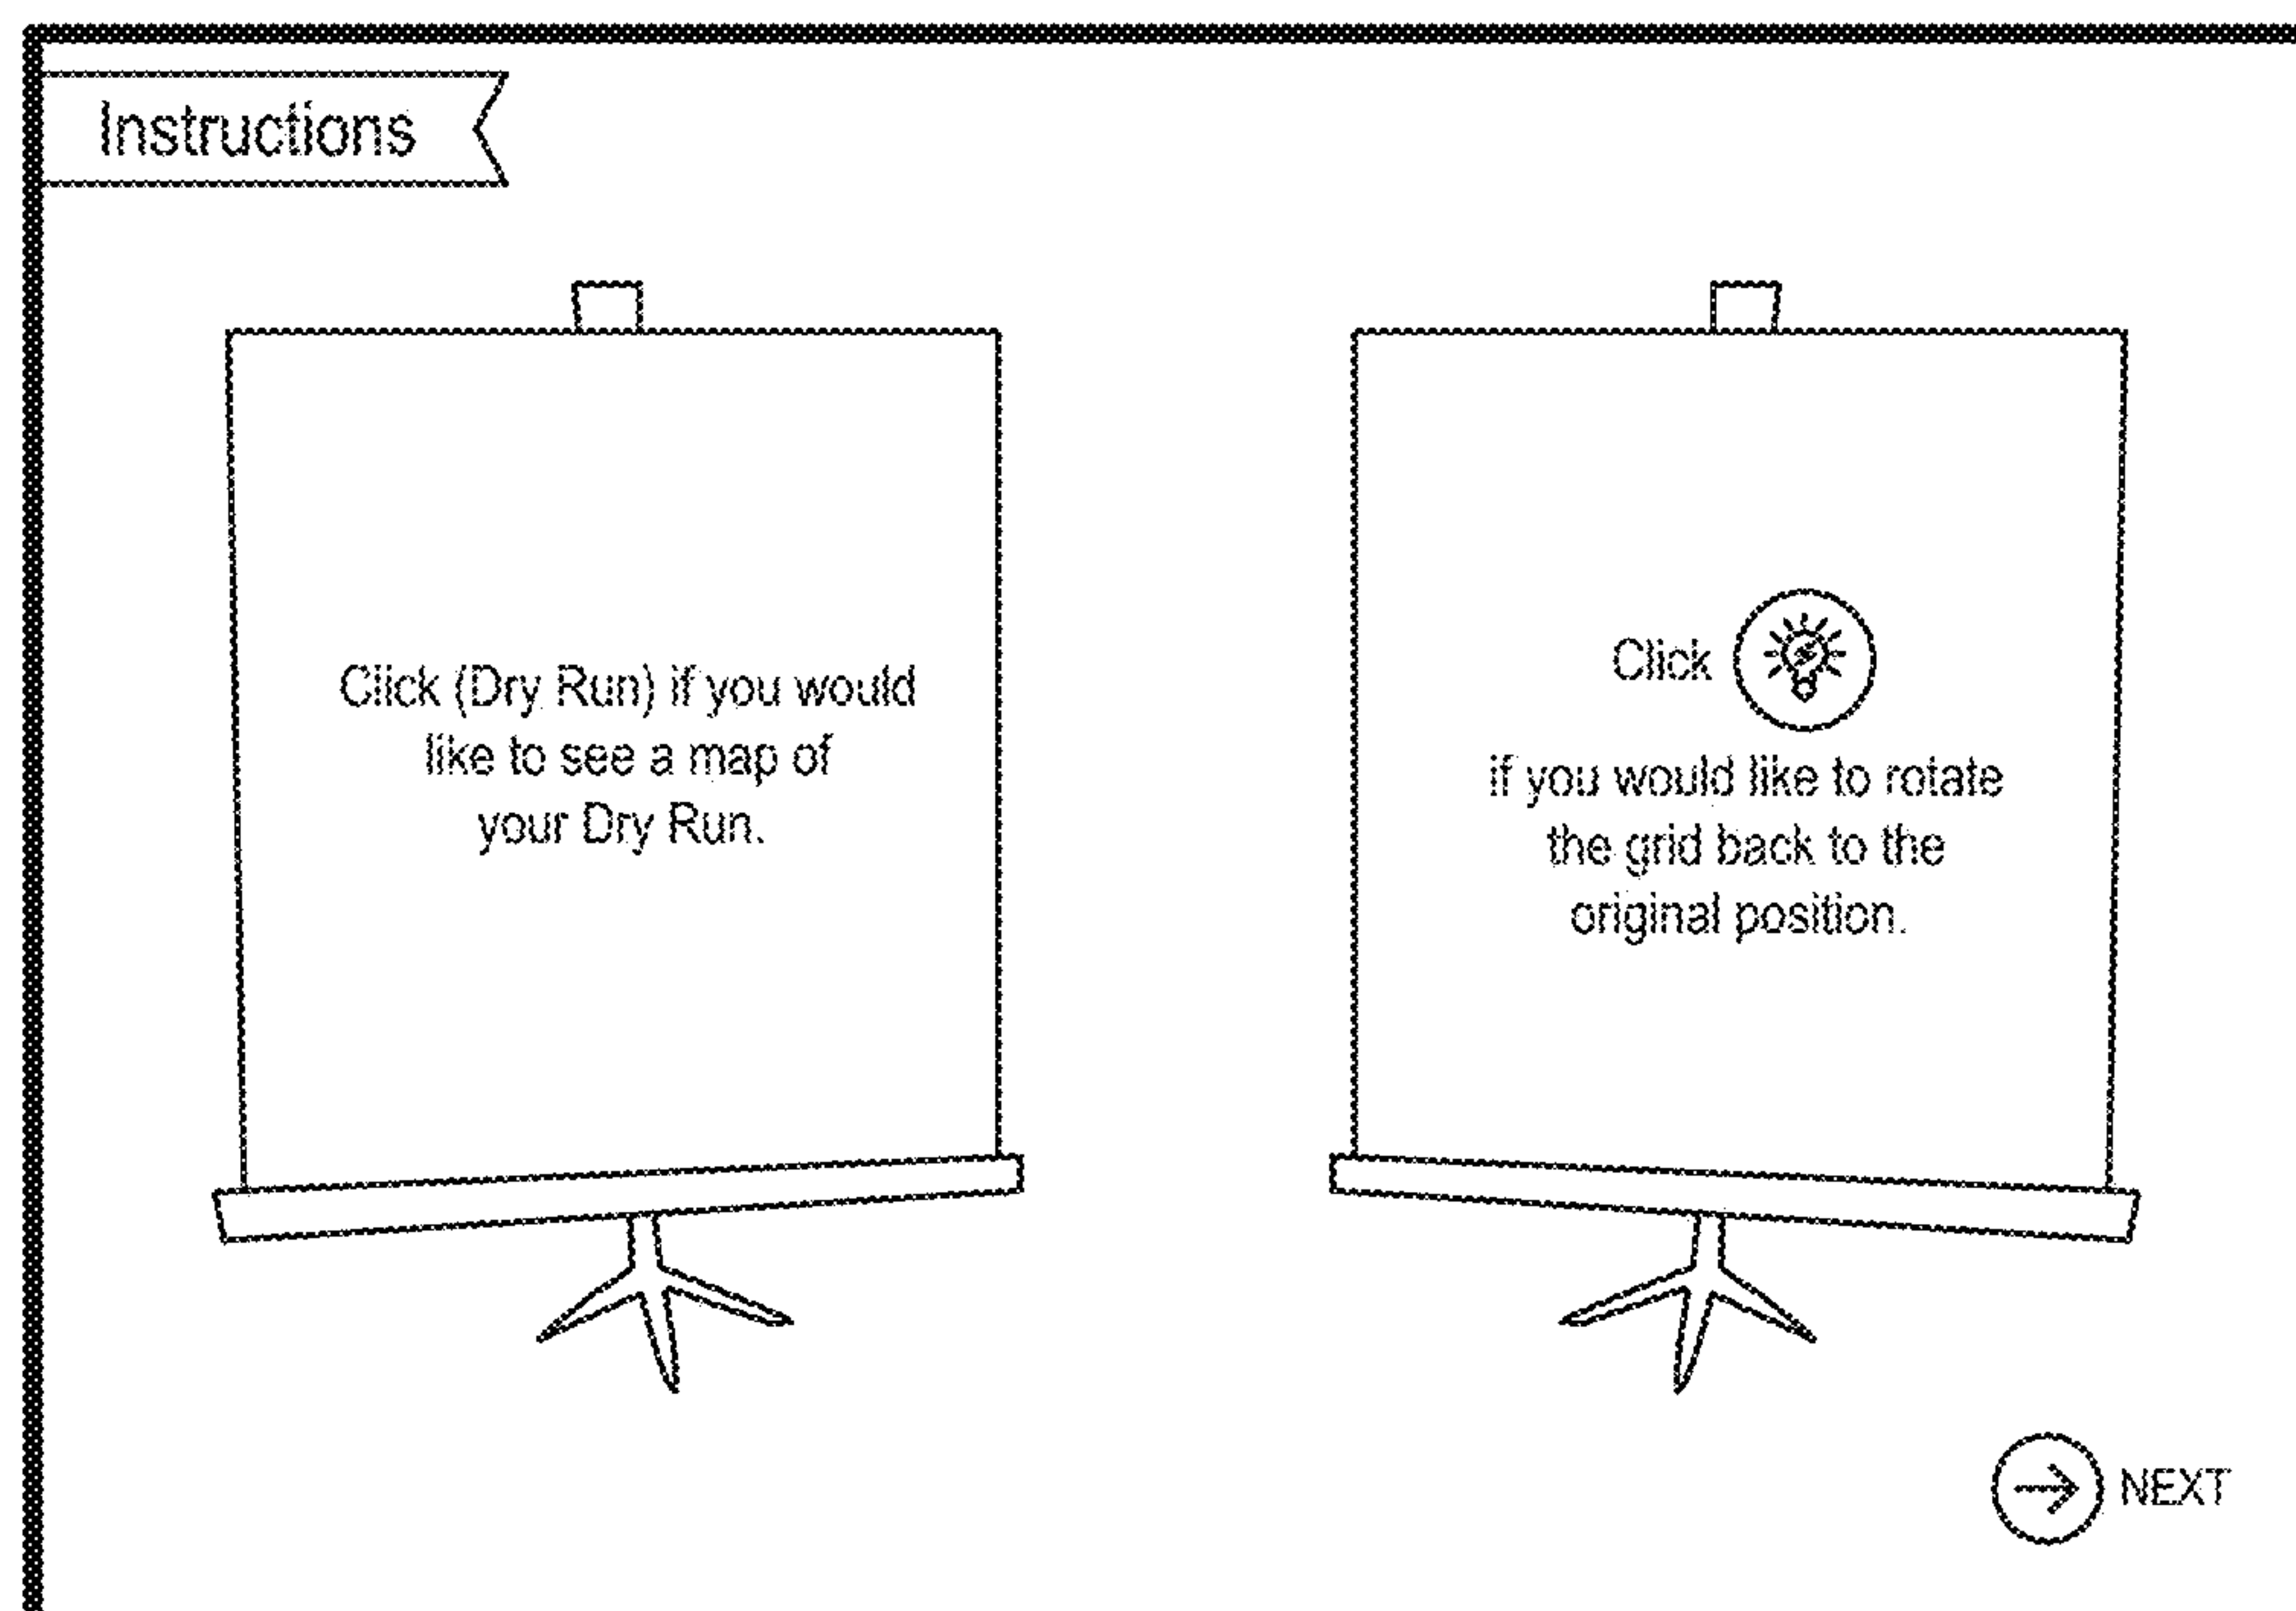 Instructions
Click (Dry Run) if you would
like to see a map of
your Dry Run.
Click
if you would like to rotate
the grid back to the
original position.
NEXT